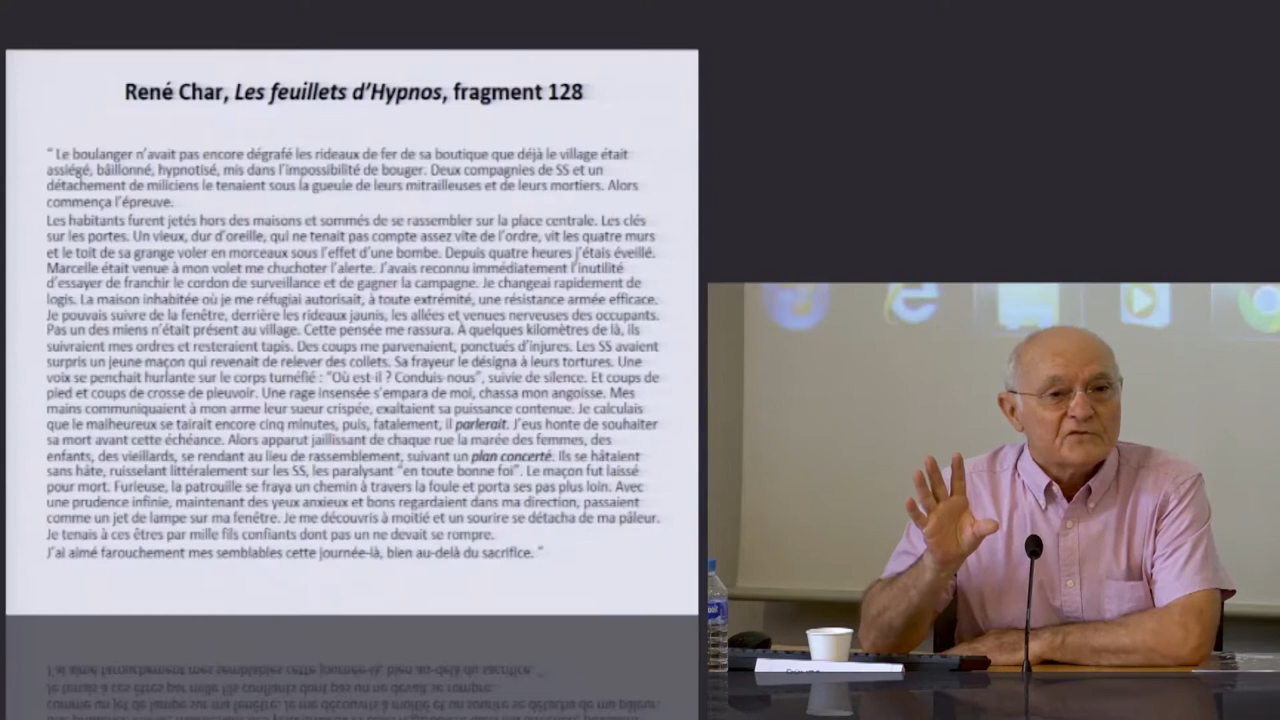 René Char, Les feuillets d'Hypnos, fragment 128
“ Le boulanger n'avait pas encore dégrafé les rideaux de fer de sa boutique que déjà le village était
assiégé, bâillonné, hypnotisé, mis dans l'impossibilité de bouger. Deux compagnies de SS et un
détachement de miliciens le tenaient sous la gueule de leurs mitrailleuses et de leurs mortiers. Alors
commença l'épreuve.
Les habitants furent jetés hors des maisons et sommés de se rassembler sur la place centrale. Les clés
sur les portes. Un vieux, dur d'oreille, qui ne tenait pas compte assez vite de l'ordre, vit les quatre murs
et le toit de sa grange voler en morceaux sous l'effet d'une bombe. Depuis quatre heures j'étais éveillé.
Marcelle était venue à mon volet me chuchoter l'alerte. J'avais reconnu immédiatement l'inutilité
d'essayer de franchir le cordon de surveillance et de gagner la campagne. Je changeai rapidement de
logis. La maison inhabitée où je me réfugiai autorisait, à toute extrémité, une résistance armée efficace.
Je pouvais suivre de la fenêtre, derrière les rideaux jaunis, les allées et venues nerveuses des occupants.
Pas un des miens n'était présent au village. Cette pensée me rassura. A quelques kilomètres de là, ils
suivraient mes ordres et resteraient tapis. Des coups me parvenaient, ponctués d'injures. Les SS avaient
surpris un jeune maçon qui revenait de relever des collets. Sa frayeur le désigna à leurs tortures. Une
voix se penchait hurlante sur le corps tuméfié : “Où est-il ? Conduis-nous”, suivie de silence. Et coups de
pied et coups de crosse de pleuvoir. Une rage insensée s'empara de moi, chassa mon angoisse. Mes
mains communiquaient à mon arme leur sueur crispée, exaltaient sa puissance contenue. Je calculais
que le malheureux se tairait encore cinq minutes, puis, fatalement, il parlerait. J'eus honte de souhaiter
sa mort avant cette échéance. Alors apparut jaillissant de chaque rue la marée des femmes, des
enfants, des vieillards, se rendant au lieu de rassemblement, suivant un plan concerté. Ils se hâtaient
sans hâte, ruisselant littéralement sur les SS, les paralysant “en toute bonne foi”. Le maçon fut laissé
pour mort. Furieuse, la patrouille se fraya un chemin à travers la foule et porta ses pas plus loin. Avec
une prudence infinie, maintenant des yeux anxieux et bons regardaient dans ma direction, passaient
comme un jet de lampe sur ma fenêtre. Je me découvris à moitié et un sourire se détacha de ma pâleur.
Je tenais à ces êtres par mille fils confiants dont pas un ne devait se rompre.
J'ai aimé farouchement mes semblables cette journée-là, bien au-delà du sacrifice. ”